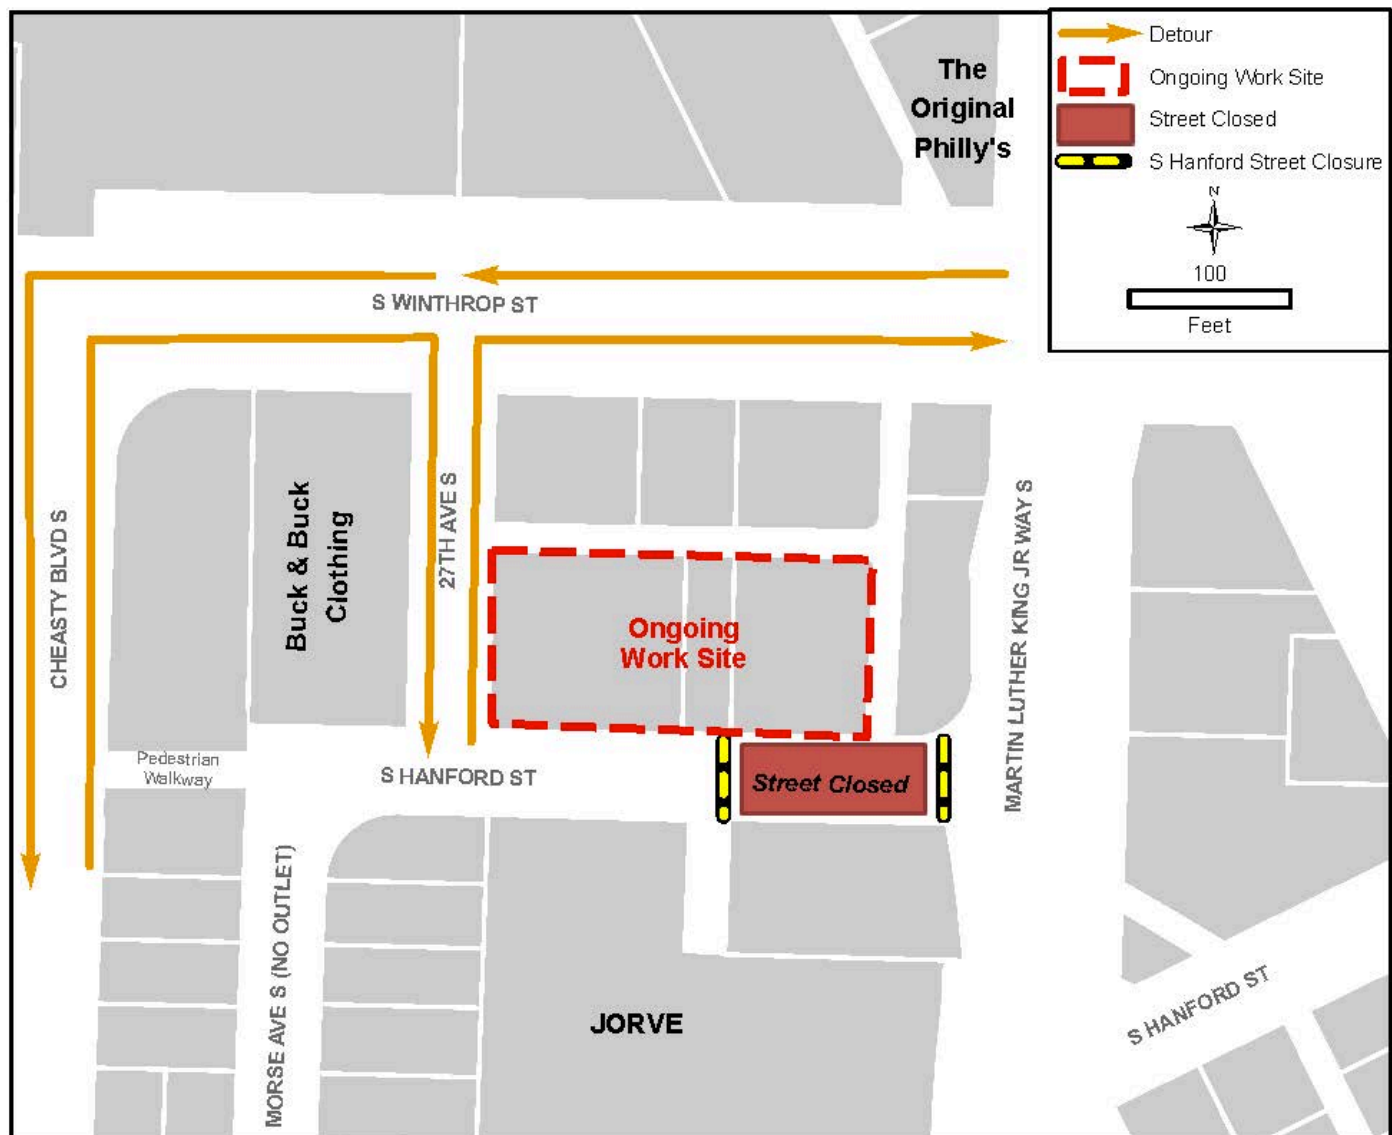 The
Original
Philly's
Detour
Ongoing Work Site
Street Closed
S Hanford Street Closure
N
100
Feet
S WINTHROP ST
CHEASTY BLVD S
Buck & Buck
Clothing
27TH AVE S
Ongoing
Work Site
MARTIN LUTHER KING JR WAY S
Pedestrian
Walkway
S HANFORD ST
Street Closed
MORSE AVE S (NO OUTLET)
JORVE
S HANFORD ST